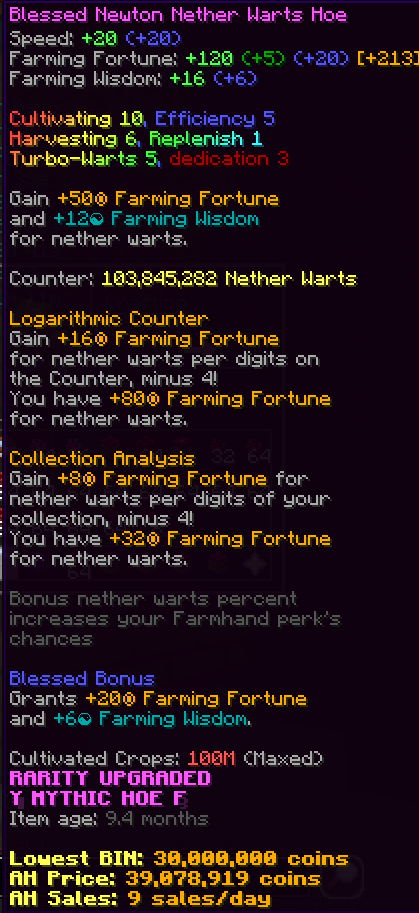 Blessed Newton Nether Warts Hoe
Speed: +20 (+20)
Farming Fortune: +120 (+5) (+20) [+213]
Farming Wisdom: +16 (+6)
Cultivating 10, Efficiency 5
Harvesting 6, Replenish 1
Turbo-Warts 5, dedication 3
Gain +50 Farming Fortune
and +12 Farming Wisdom
for nether warts.
Counter: 103,845,282 Nether Warts
Logarithmic Counter
Gain +16 Farming Fortune
for nether warts per digits on
the Counter, minus 4!
You have +80 Farming Fortune
for nether warts.
Collection Analysis
Gain +8 Farming Fortune for
nether warts per digits of your
collection, minus 4!
You have +32 Farming Fortune
for nether warts.
Bonus nether warts percent
increases your Farmhand perk's
chances
Blessed Bonus
Grants +20 Farming Fortune
and +6 Farming Wisdom.
Cultivated Crops: 100M (Maxed)
RARITY UPGRADED
MYTHIC HOE
Item age: 9.4 months
Lowest BIN: 30,000,000 coins
AH Price: 39,078,919 coins
AH Sales: 9 sales/day